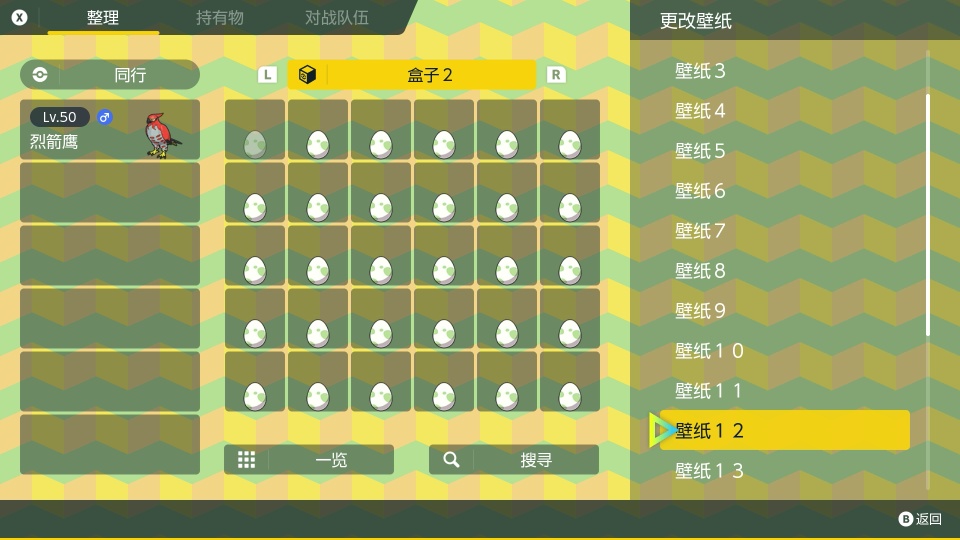 X 整理 持有物 对战队伍
更改壁纸
同行
L 盒子2 R
Lv.50 ♂
烈箭鹰
壁纸3
壁纸4
壁纸5
壁纸6
壁纸7
壁纸8
壁纸9
壁纸10
壁纸11
壁纸12
壁纸13
一览
搜寻
B 返回